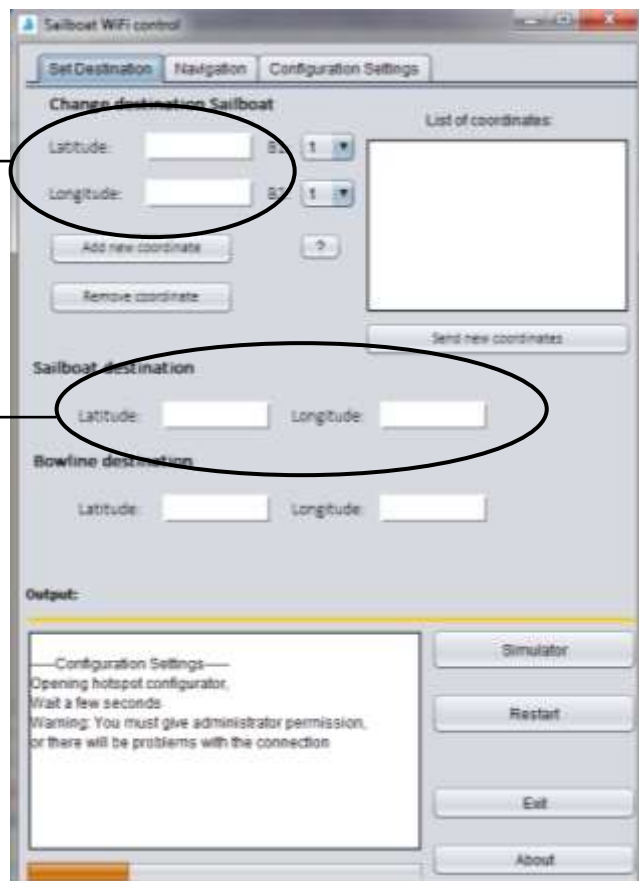 Sailboat WiFi control
Set Destination Navigation Configuration Settings
Change destination Sailboat
List of coordinates:
Latitude: 1
Longitude: 1
Add new coordinate ?
Remove coordinate
Send new coordinates
Sailboat destination
Latitude: Longitude:
Bowline destination
Latitude: Longitude:
Output:
-----Configuration Settings-----
Opening hotspot configurator,
Wait a few seconds
Warning: You must give administrator permission,
or there will be problems with the connection
Simulator
Restart
Exit
About